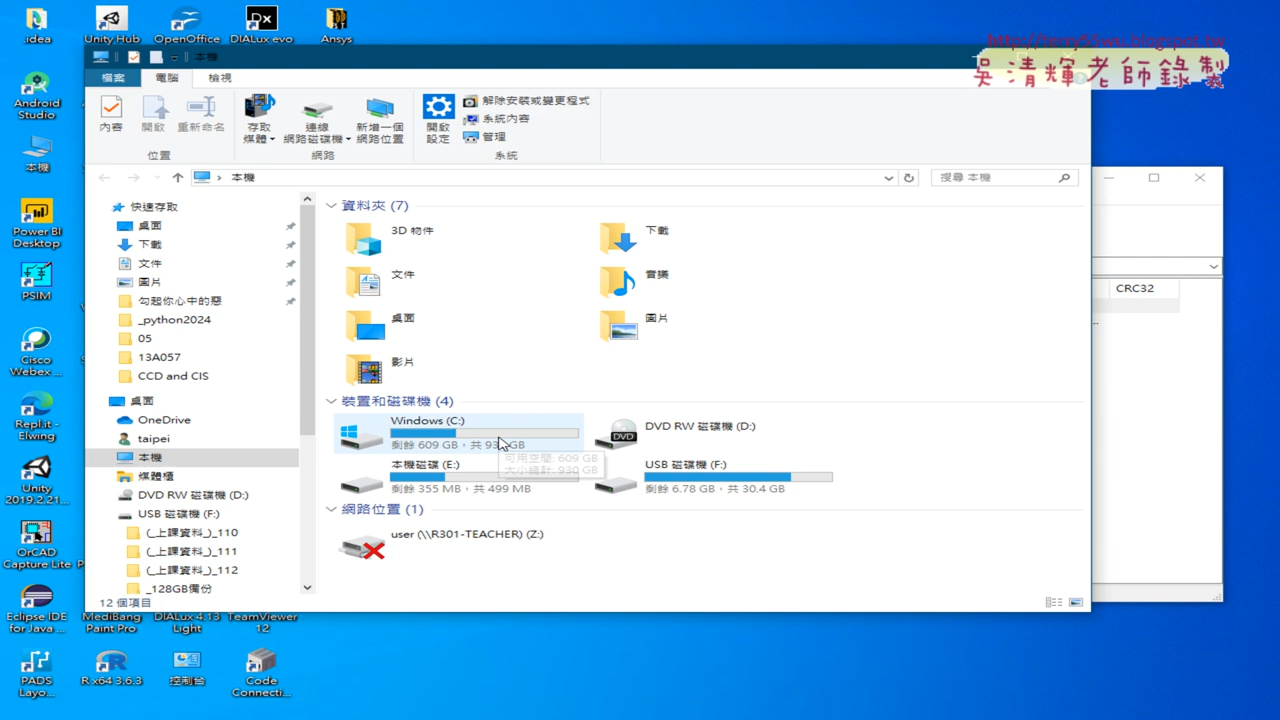 .idea
Unity Hub
OpenOffice
DIALux evo
Ansys
http://terry55wu.blogspot.tw
吳清輝老師錄製
本機
檔案
電腦
檢視
Android
Studio
內容
開啟
重新命名
存取
媒體
連線
網路磁碟機
新增一個
網路位置
開啟
設定
解除安裝或變更程式
系統內容
管理
位置
網路
系統
本機
本機
搜尋 本機
Power BI
Desktop
PSIM
Cisco
Webex ...
Repl.it -
Elwing
Unity
2019.2.21...
OrCAD
Capture Lite
Eclipse IDE
for Java ...
快速存取
桌面
下載
文件
圖片
勾起你心中的惡
_python2024
05
13A057
CCD and CIS
桌面
OneDrive
taipei
本機
媒體櫃
DVD RW 磁碟機 (D:)
USB 磁碟機 (F:)
(_上課資料_)_110
(_上課資料_)_111
(_上課資料_)_112
_128GB備份
資料夾 (7)
3D 物件
下載
文件
音樂
桌面
圖片
影片
裝置和磁碟機 (4)
Windows (C:)
剩餘 609 GB，共 93 GB
DVD RW 磁碟機 (D:)
DVD
可用空間: 609 GB
大小總計: 930 GB
本機磁碟 (E:)
剩餘 355 MB，共 499 MB
USB 磁碟機 (F:)
剩餘 6.78 GB，共 30.4 GB
網路位置 (1)
user (\\R301-TEACHER) (Z:)
CRC32
12 個項目
MediBang
Paint Pro
DIALux 4.13
Light
TeamViewer
12
PADS
Layo...
R x64 3.6.3
控制台
Code
Connecti...